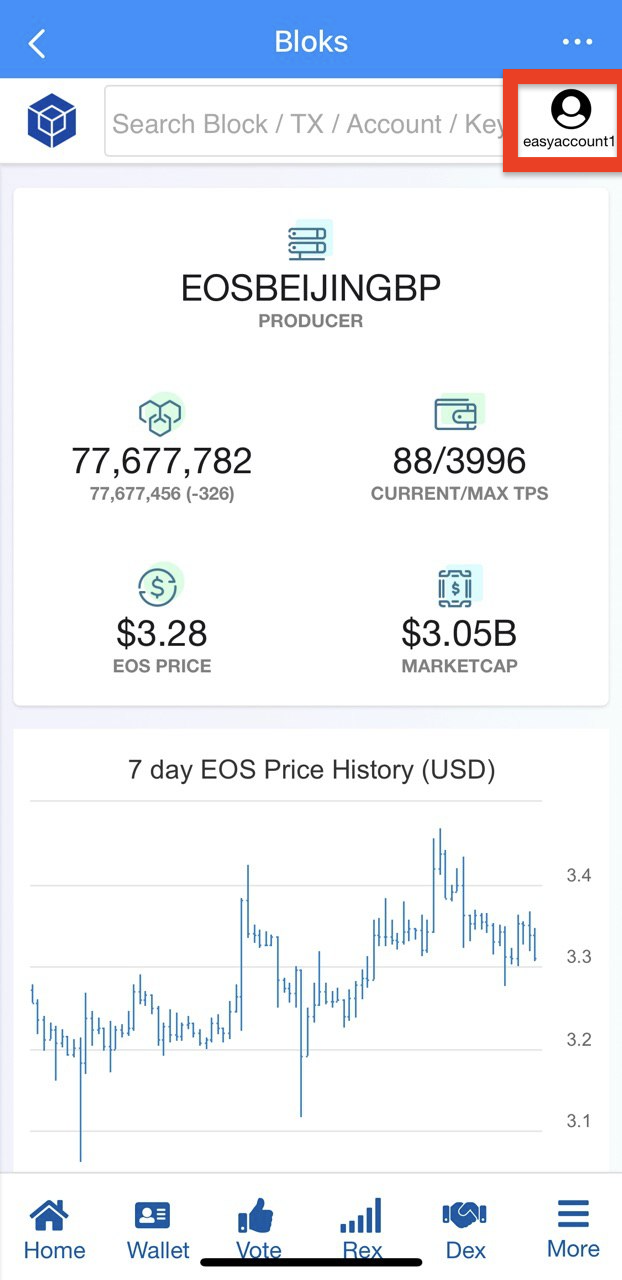 Bloks
Search Block / TX / Account / Key
easyaccount1
EOSBEIJINGBP
PRODUCER
77,677,782
77,677,456 (-326)
88/3996
CURRENT/MAX TPS
$3.28
EOS PRICE
$3.05B
MARKETCAP
7 day EOS Price History (USD)
3.4
3.3
3.2
3.1
Home Wallet Vote Rex Dex More